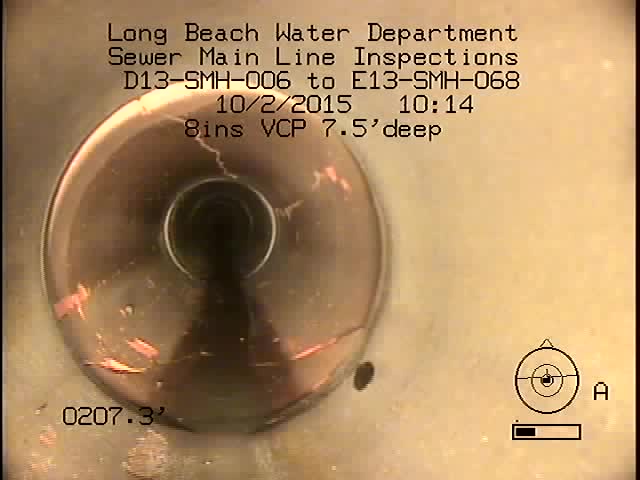 Long Beach Water Department
Sewer Main Line Inspections
D13-SMH-006 to E13-SMH-068
10/2/2015 10:14
8ins VCP 7.5'deep
0207.3'
A